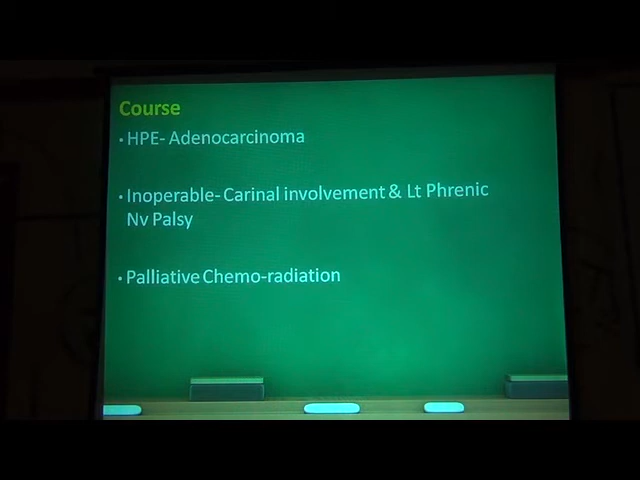 Course
• HPE- Adenocarcinoma
• Inoperable- Carinal involvement & Lt Phrenic
Nv Palsy
• Palliative Chemo-radiation